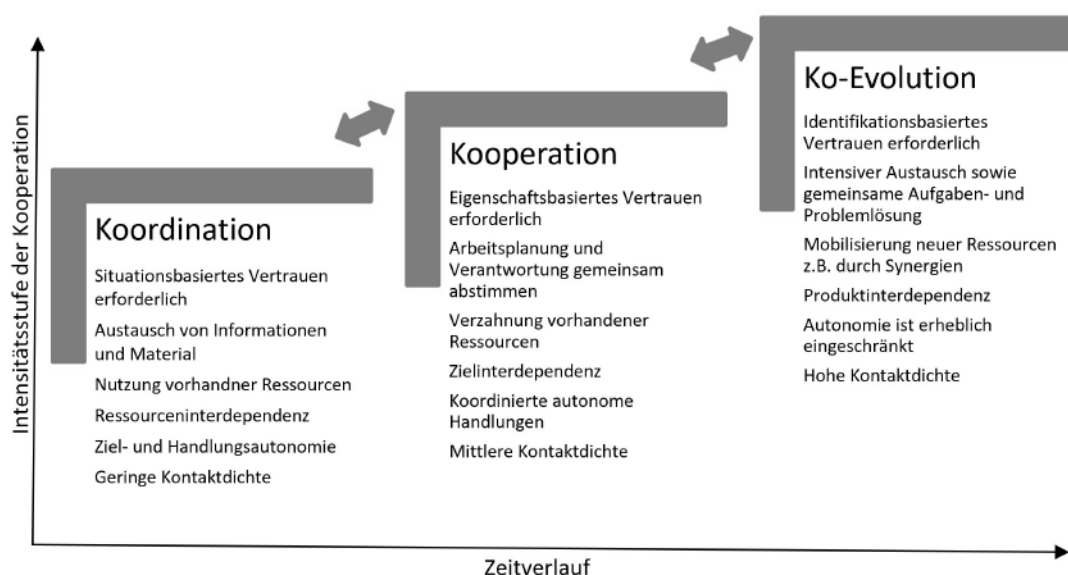 Intensitätsstufe der Kooperation
Koordination
Situationsbasiertes Vertrauen
erforderlich
Austausch von Informationen
und Material
Nutzung vorhandner Ressourcen
Ressourceninterdependenz
Ziel- und Handlungsautonomie
Geringe Kontaktdichte
Kooperation
Eigenschaftsbasiertes Vertrauen
erforderlich
Arbeitsplanung und
Verantwortung gemeinsam
abstimmen
Verzahnung vorhandener
Ressourcen
Zielinterdependenz
Koordinierte autonome
Handlungen
Mittlere Kontaktdichte
Ko-Evolution
Identifikationsbasiertes
Vertrauen erforderlich
Intensiver Austausch sowie
gemeinsame Aufgaben- und
Problemlösung
Mobilisierung neuer Ressourcen
z.B. durch Synergien
Produktinterdependenz
Autonomie ist erheblich
eingeschränkt
Hohe Kontaktdichte
Zeitverlauf